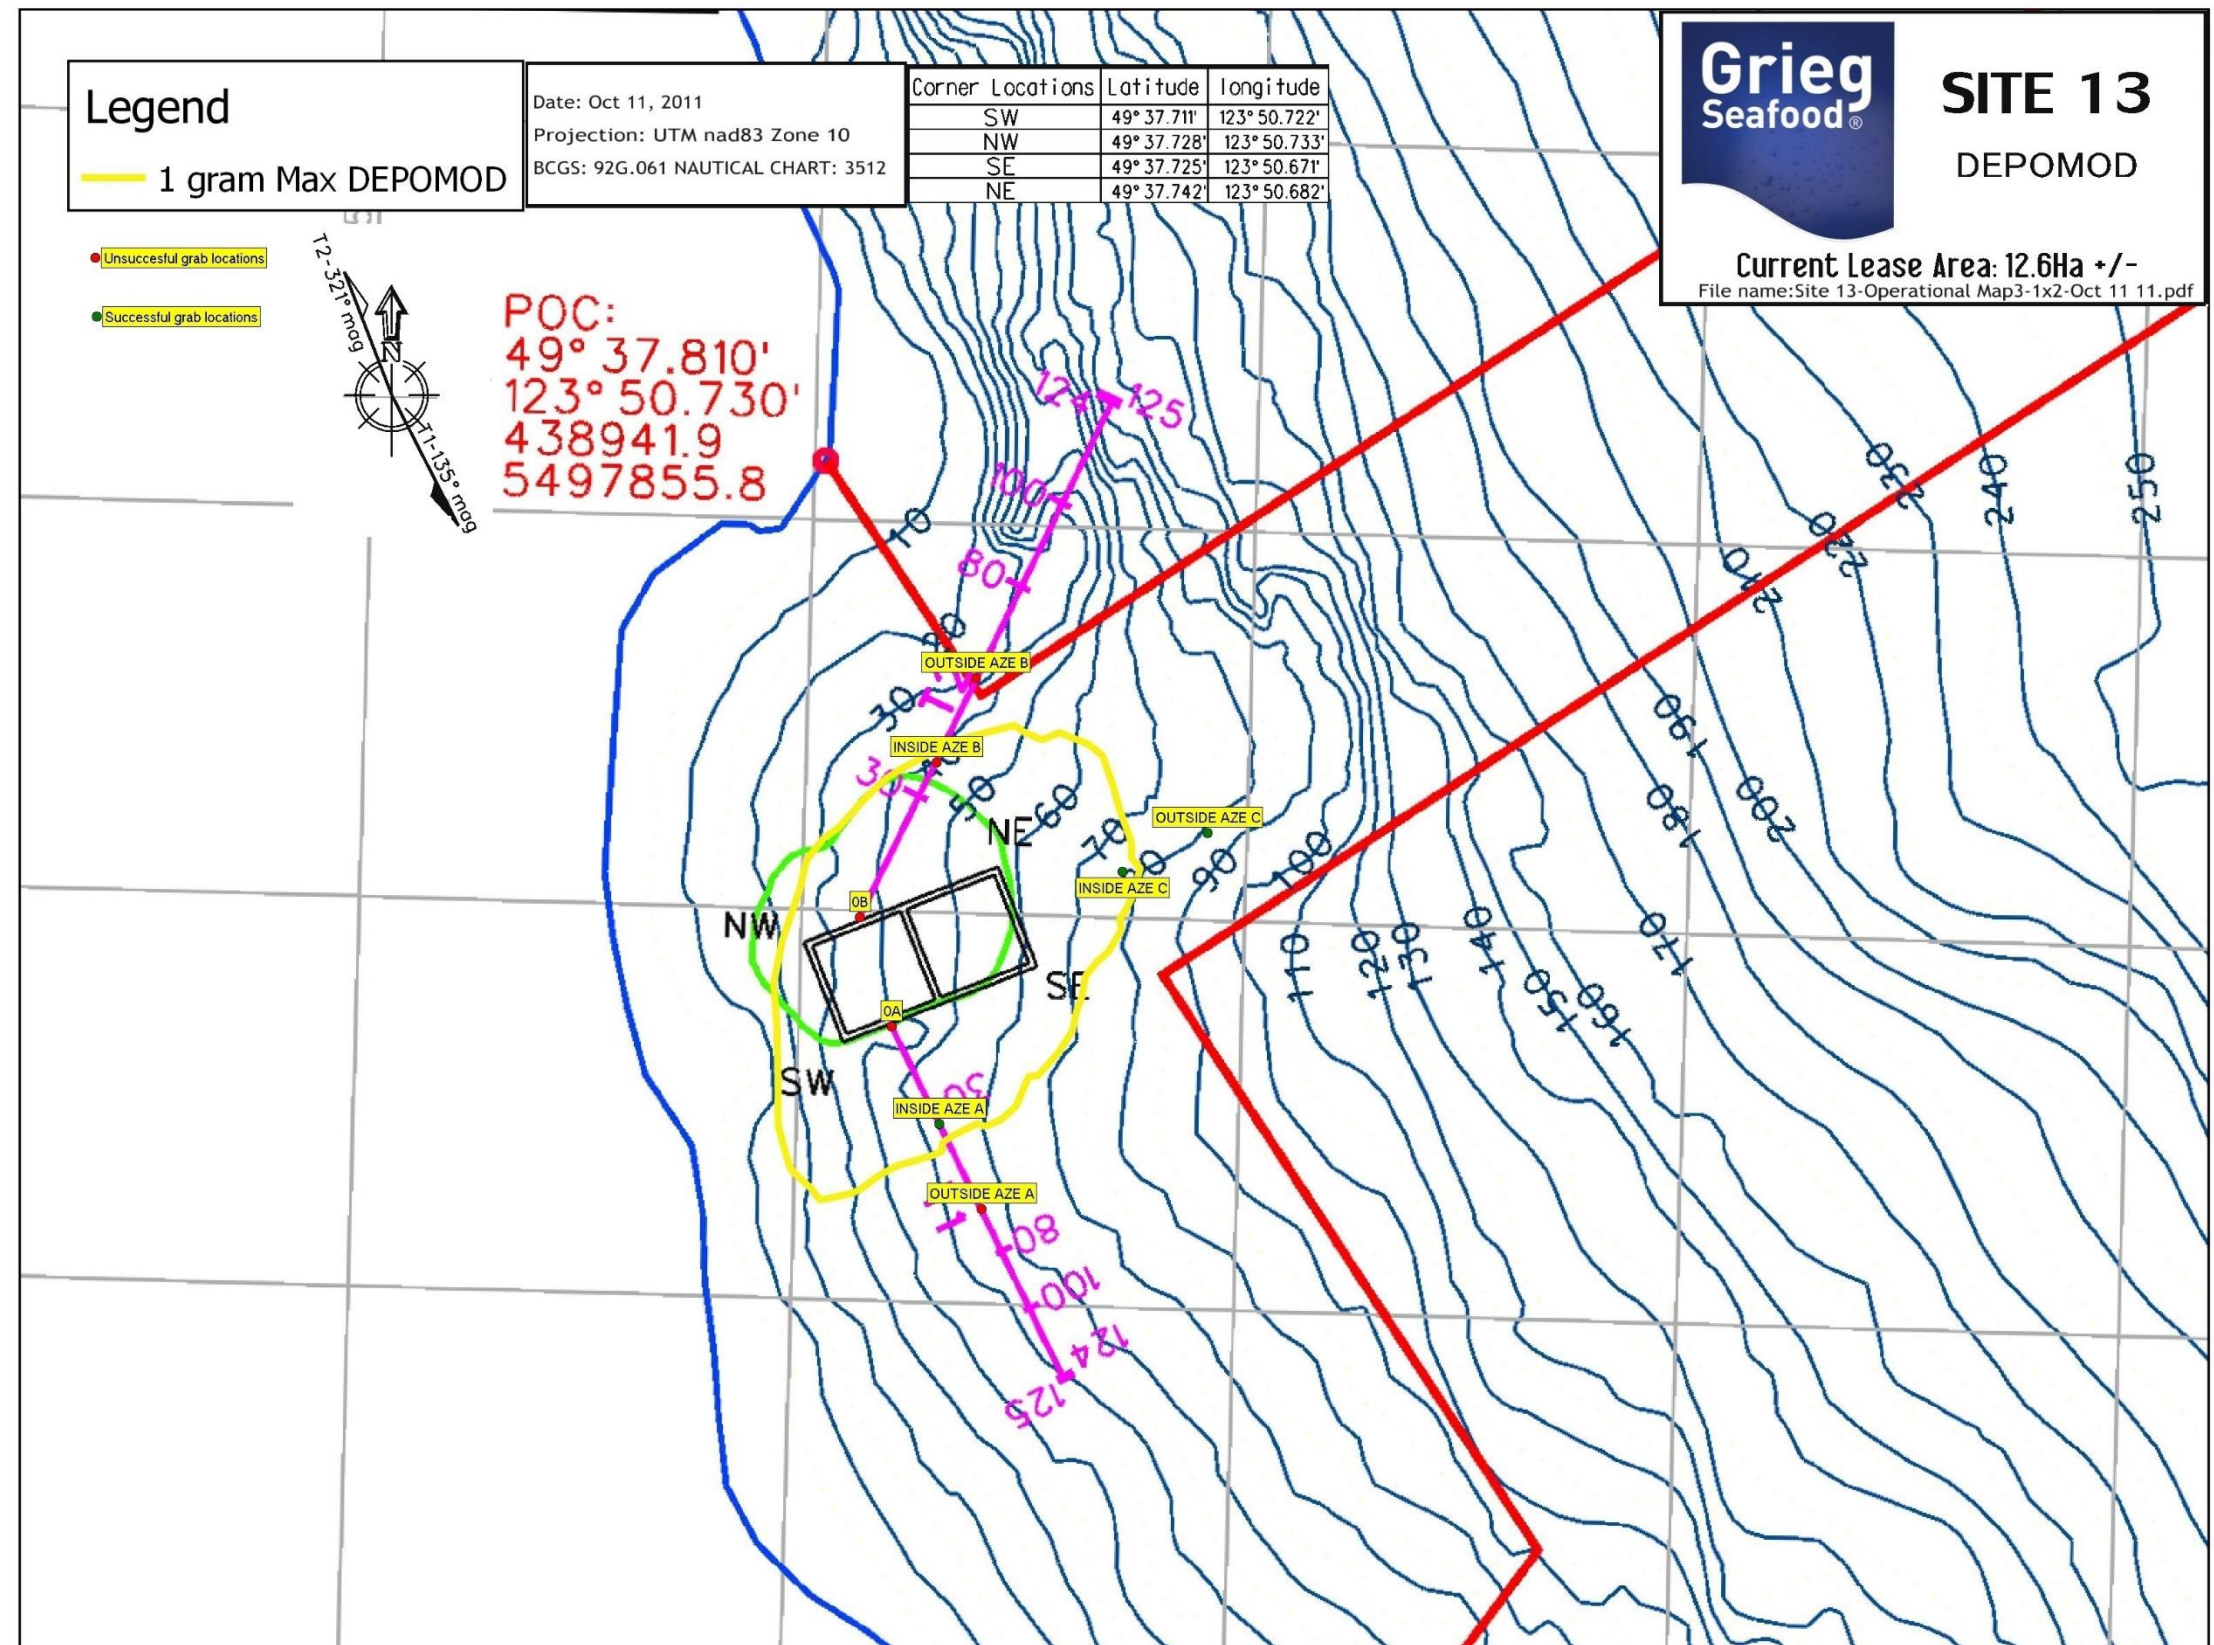 Legend
1 gram Max DEPOMOD
Date: Oct 11, 2011
Projection: UTM nad83 Zone 10
BCGS: 92G.061 NAUTICAL CHART: 3512
Corner Locations Latitude longitude
SW 49° 37.711' 123° 50.722'
NW 49° 37.728' 123° 50.733'
SE 49° 37.725' 123° 50.671'
NE 49° 37.742' 123° 50.682'
Grieg
Seafood®
SITE 13
DEPOMOD
Current Lease Area: 12.6Ha +/-
File name:Site 13-Operational Map3-1x2-Oct 11 11.pdf
Unsuccesful grab locations
Successful grab locations
T2-321° mag
N
T1-135° mag
POC:
49° 37.810'
123° 50.730'
438941.9
5497855.8
124
125
100
80
10
20
OUTSIDE AZE B
30
INSIDE AZE B
30
50
60
70
NE
OUTSIDE AZE C
INSIDE AZE C
90
100
0B
NW
SE
0A
SW
30
INSIDE AZE A
OUTSIDE AZE A
80
100
124
125
110
120
130
140
150
160
170
180
190
200
210
220
230
240
250